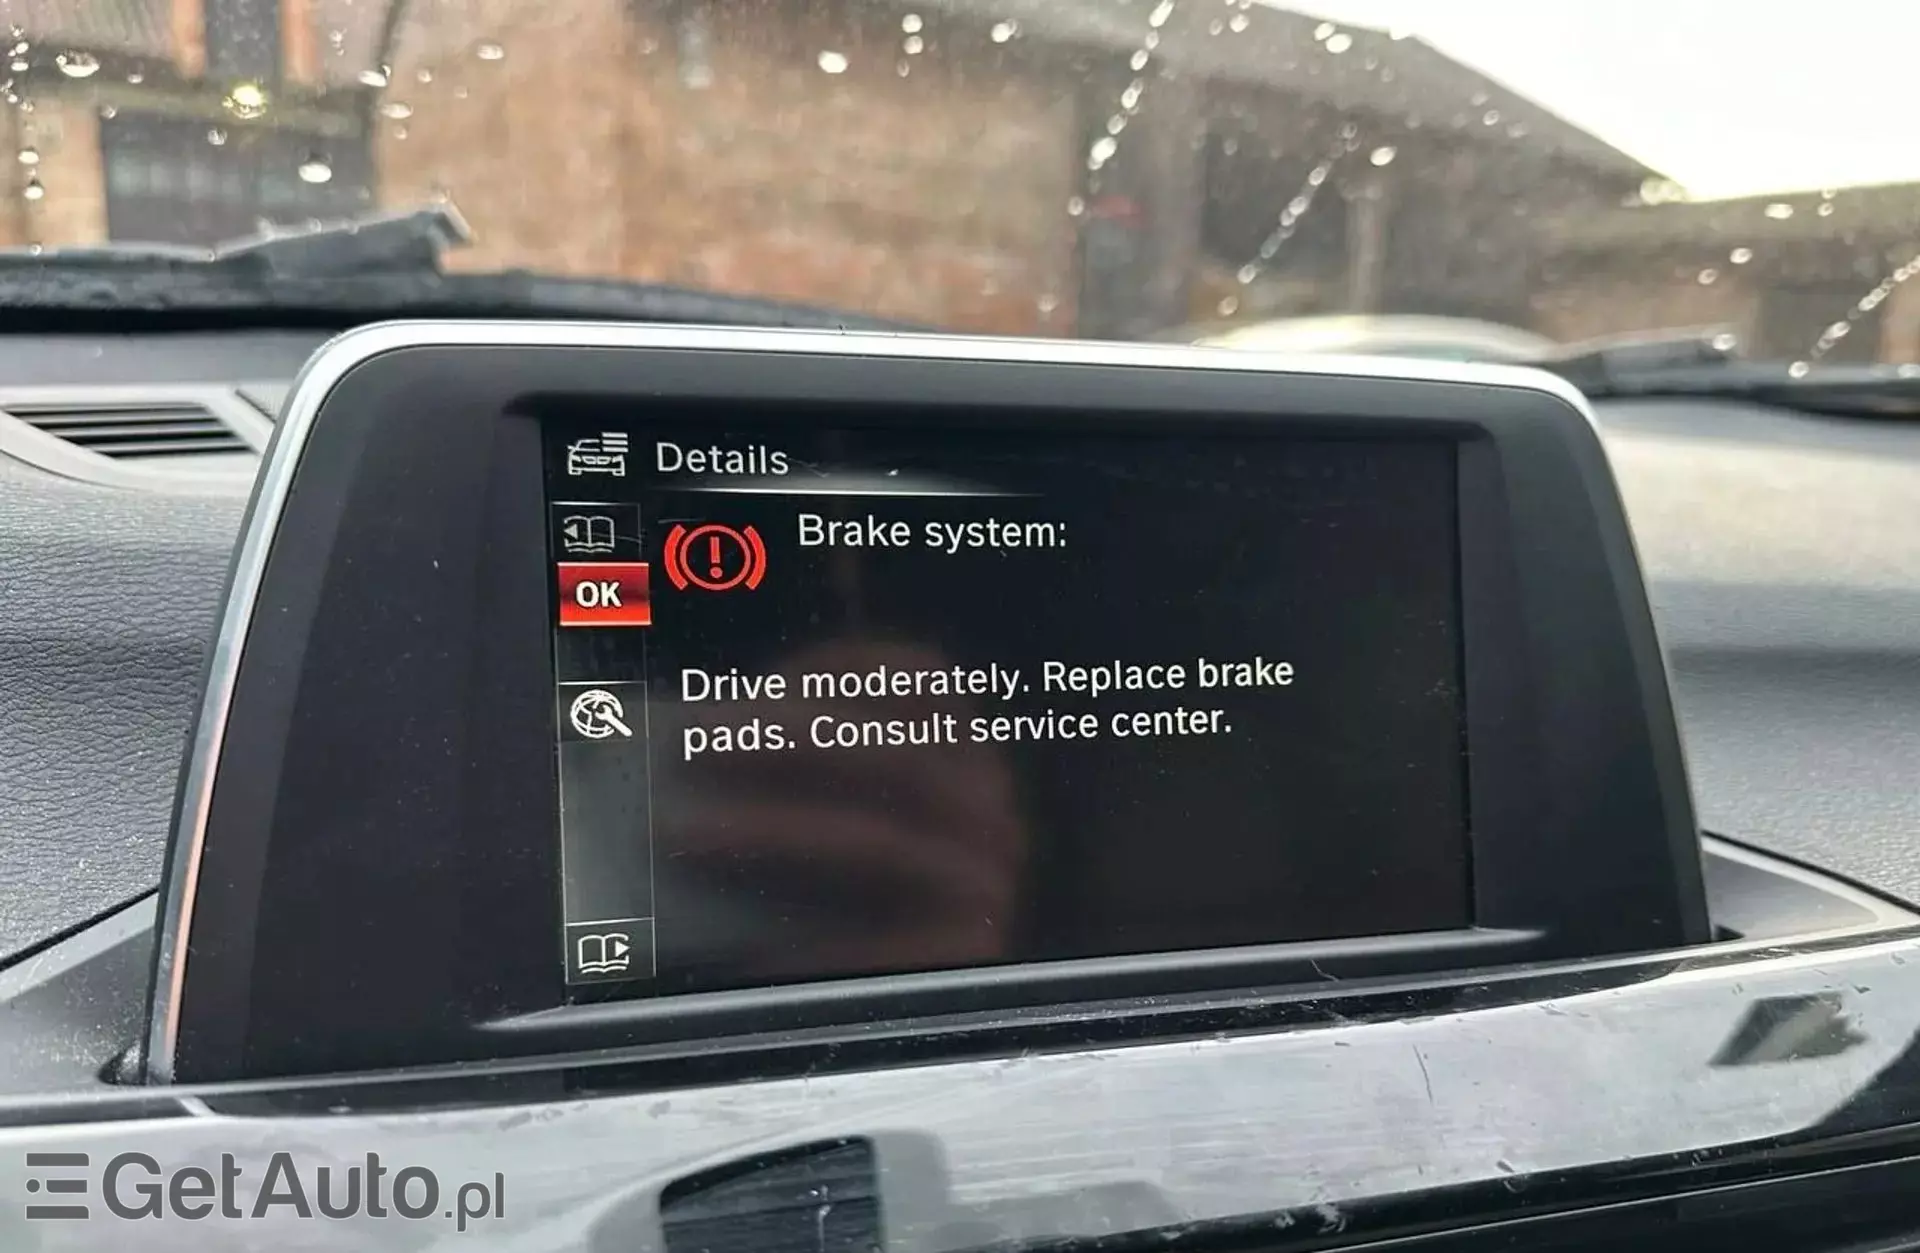 Details
Brake system:
OK
Drive moderately. Replace brake
pads. Consult service center.
GetAuto.pl